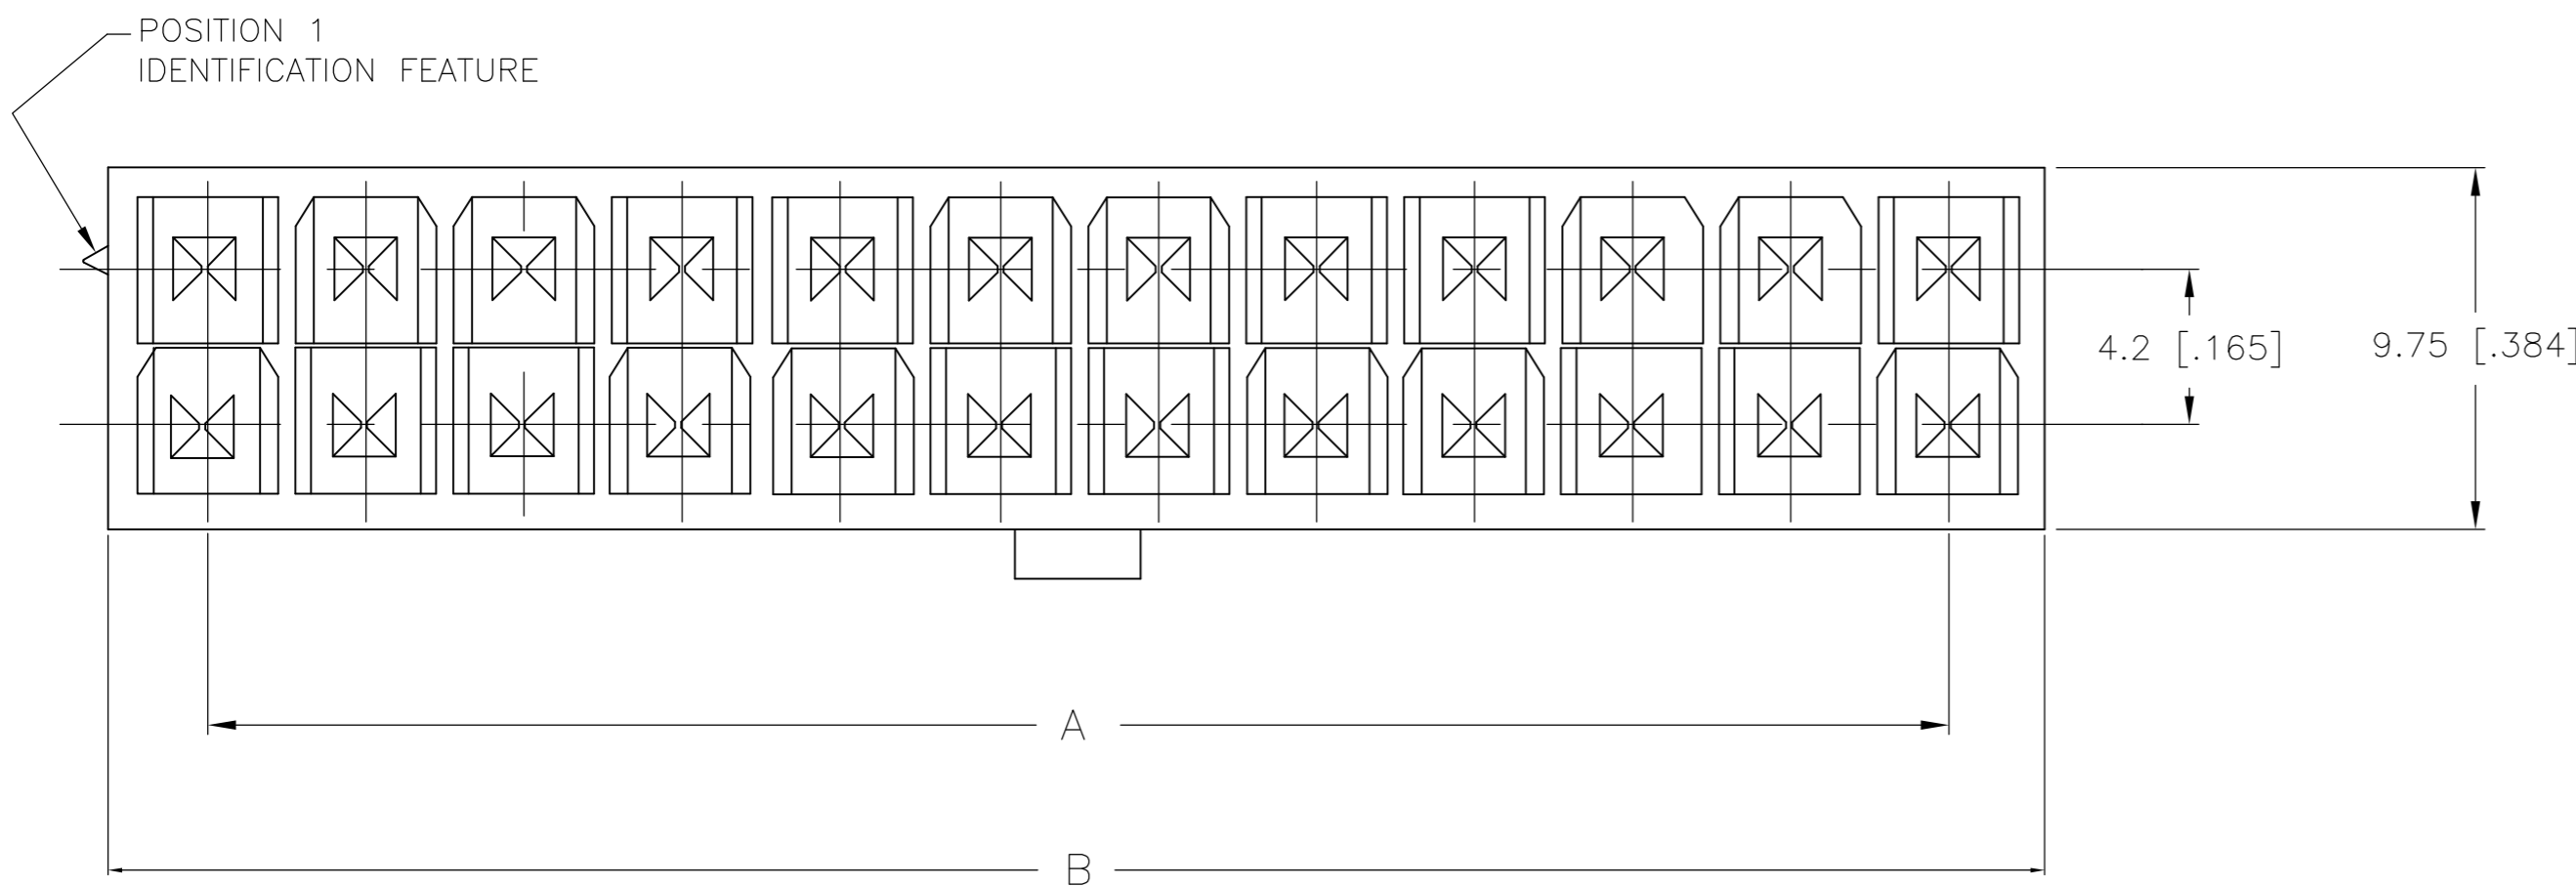 POSITION 1
IDENTIFICATION FEATURE
4.2 [.165]
9.75 [.384]
A
B